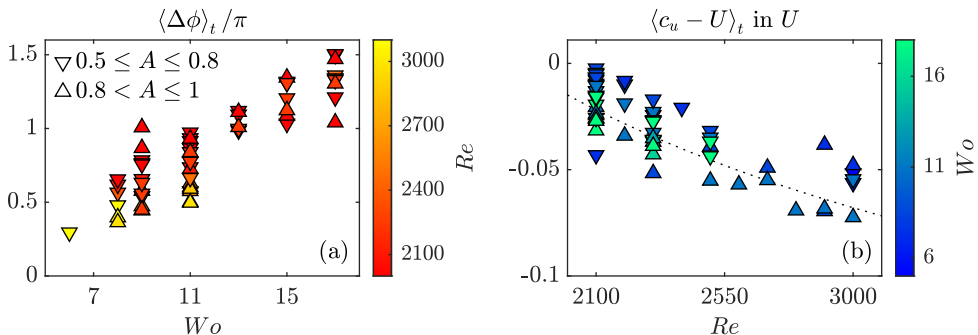 ⟨Δϕ⟩t /π
1.5
1
0.5
0
▽ 0.5 ≤ A ≤ 0.8
△ 0.8 < A ≤ 1
(a)
7 11 15
Wo
3000
2700
2400
2100
Re
⟨cu − U⟩t in U
0
-0.05
-0.1
(b)
2100 2550 3000
Re
16
11
6
Wo